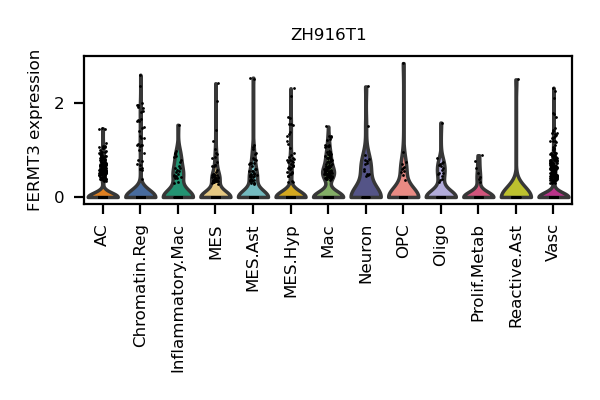 ZH916T1
FERMT3 expression
2
0
AC
Chromatin.Reg
Inflammatory.Mac
MES
MES.Ast
MES.Hyp
Mac
Neuron
OPC
Oligo
Prolif.Metab
Reactive.Ast
Vasc